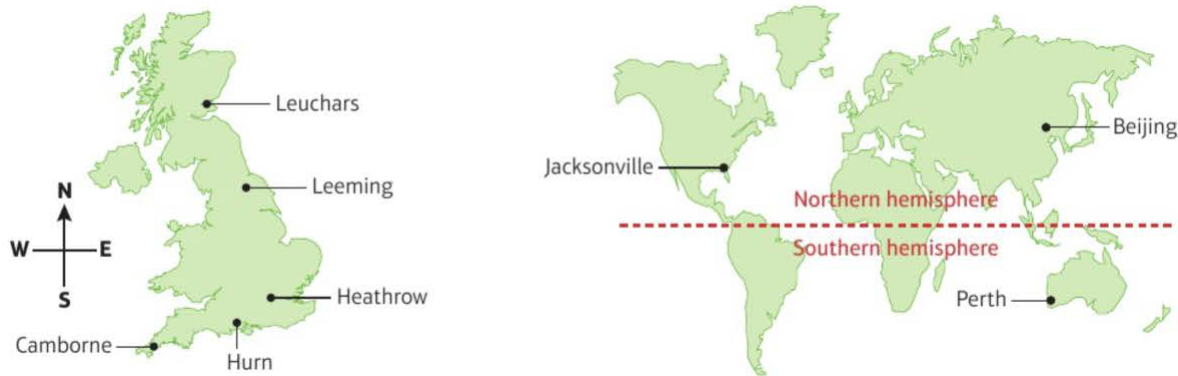 Leuchars
Leeming
N
W
E
S
Heathrow
Camborne
Hurn
Beijing
Jacksonville
Northern hemisphere
Southern hemisphere
Perth